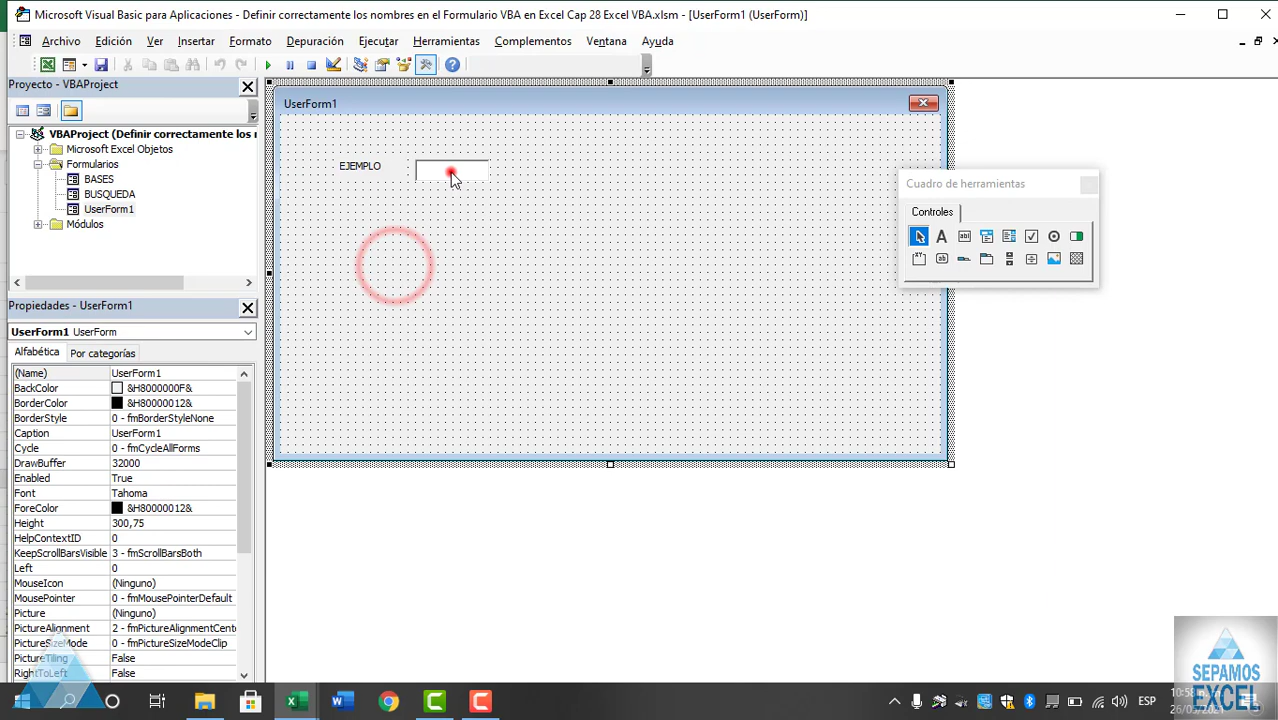 Microsoft Visual Basic para Aplicaciones - Definir correctamente los nombres en el Formulario VBA en Excel Cap 28 Excel VBA.xlsm - [UserForm1 (UserForm)]
Archivo Edición Ver Insertar Formato Depuración Ejecutar Herramientas Complementos Ventana Ayuda
Proyecto - VBAProject
VBAProject (Definir correctamente los
Microsoft Excel Objetos
Formularios
BASES
BUSQUEDA
UserForm1
Módulos
Propiedades - UserForm1
UserForm1 UserForm
Alfabética Por categorías
(Name) UserForm1
BackColor &H8000000F&
BorderColor &H80000012&
BorderStyle 0 - fmBorderStyleNone
Caption UserForm1
Cycle 0 - fmCycleAllForms
DrawBuffer 32000
Enabled True
Font Tahoma
ForeColor &H80000012&
Height 300,75
HelpContextID 0
KeepScrollBarsVisible 3 - fmScrollBarsBoth
Left 0
MouseIcon (Ninguno)
MousePointer 0 - fmMousePointerDefault
Picture (Ninguno)
PictureAlignment 2 - fmPictureAlignmentCente
PictureSizeMode 0 - fmPictureSizeModeClip
PictureTiling False
RightToLeft False
UserForm1
EJEMPLO
Cuadro de herramientas
Controles
SEPAMOS
EXCEL
ESP